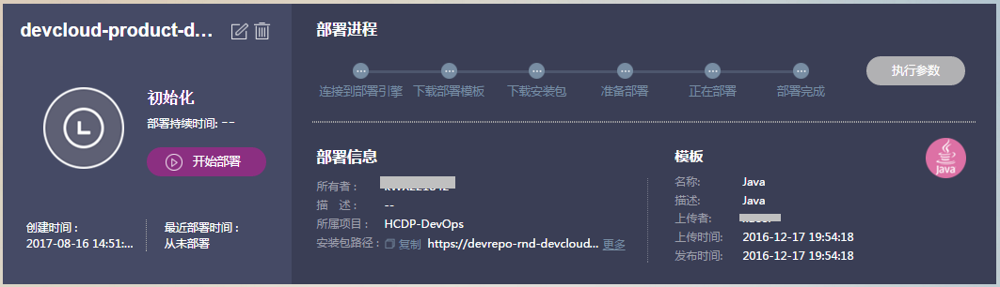 devcloud-product-d...
初始化
部署持续时间: --
开始部署
创建时间 :
2017-08-16 14:51:...
最近部署时间 :
从未部署
部署进程
连接到部署引擎
下载部署模板
下载安装包
准备部署
正在部署
部署完成
执行参数
部署信息
所有者 :
描 述 : --
所属项目 : HCDP-DevOps
安装包路径 : 复制 https://devrepo-rnd-devcloud... 更多
模板
名称: Java
描述: Java
上传者:
上传时间: 2016-12-17 19:54:18
发布时间: 2016-12-17 19:54:18
Java